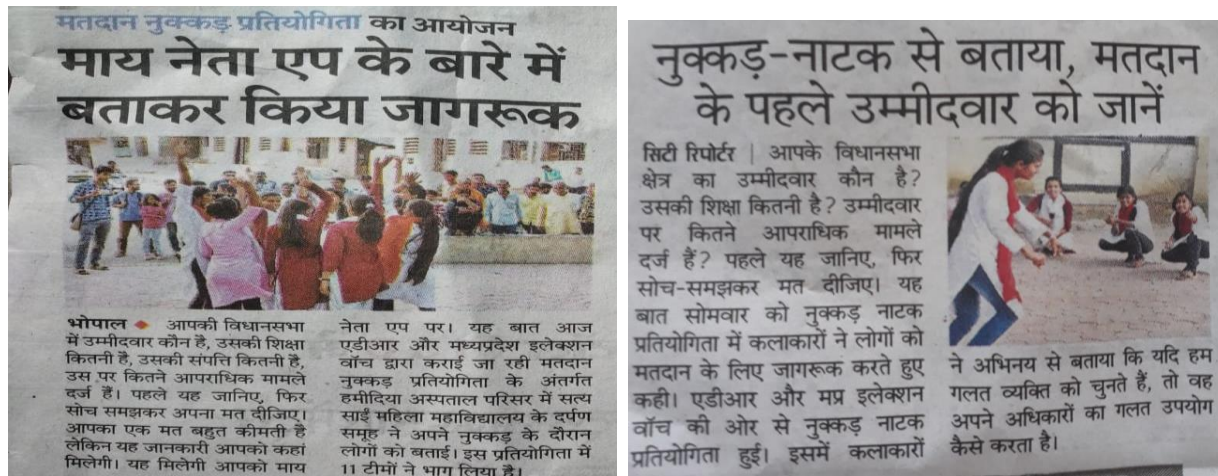 मतदान नुक्कड़ प्रतियोगिता का आयोजन
माय नेता एप के बारे में
बताकर किया जागरूक
भोपाल ◆ आपकी विधानसभा
में उम्मीदवार कौन है, उसकी शिक्षा
कितनी है, उसकी संपत्ति कितनी है,
उस पर कितने आपराधिक मामले
दर्ज हैं। पहले यह जानिए, फिर
सोच समझकर अपना मत दीजिए।
आपका एक मत बहुत कीमती है
लेकिन यह जानकारी आपको कहां
मिलेगी। यह मिलेगी आपको माय
नेता एप पर। यह बात आज
एडीआर और मध्यप्रदेश इलेक्शन
वॉच द्वारा कराई जा रही मतदान
नुक्कड़ प्रतियोगिता के अंतर्गत
हमीदिया अस्पताल परिसर में सत्य
साईं महिला महाविद्यालय के दर्पण
समूह ने अपने नुक्कड़ के दौरान
लोगों को बताई। इस प्रतियोगिता में
11 टीमों ने भाग लिया है।
नुक्कड़-नाटक से बताया, मतदान
के पहले उम्मीदवार को जानें
सिटी रिपोर्टर | आपके विधानसभा
क्षेत्र का उम्मीदवार कौन है?
उसकी शिक्षा कितनी है? उम्मीदवार
पर कितने आपराधिक मामले
दर्ज हैं? पहले यह जानिए, फिर
सोच-समझकर मत दीजिए। यह
बात सोमवार को नुक्कड़ नाटक
प्रतियोगिता में कलाकारों ने लोगों को
मतदान के लिए जागरूक करते हुए
कही। एडीआर और मप्र इलेक्शन
वॉच की ओर से नुक्कड़ नाटक
प्रतियोगिता हुई। इसमें कलाकारों
ने अभिनय से बताया कि यदि हम
गलत व्यक्ति को चुनते हैं, तो वह
अपने अधिकारों का गलत उपयोग
कैसे करता है।